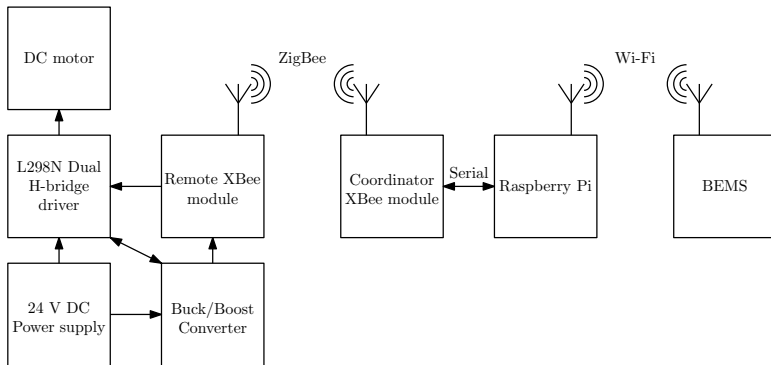 ZigBee
Wi-Fi
DC motor
L298N Dual
H-bridge
driver
Remote XBee
module
Coordinator
XBee module
Serial
Raspberry Pi
BEMS
24 V DC
Power supply
Buck/Boost
Converter